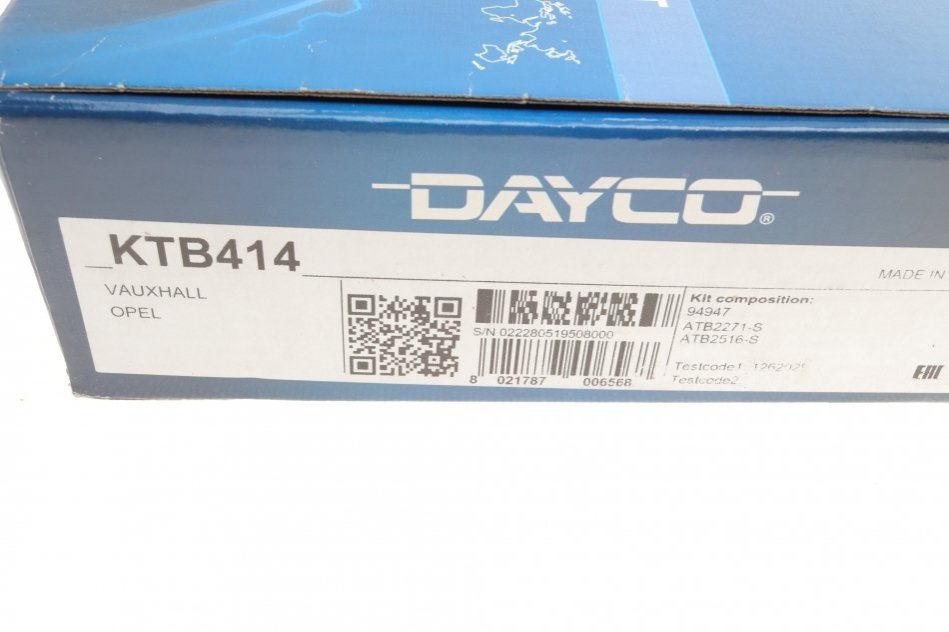 T
DAYCO®
KTB414
MADE IN
VAUXHALL
OPEL
S/N 022280519508000
8 021787 006568
Kit composition:
94947
ATB2271-S
ATB2516-S
Testcode1:
Testcode2:
EAC